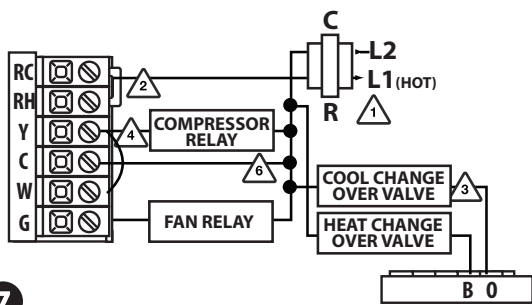 C
L2
RC
L1 (HOT)
2
RH
R
1
Y
4
COMPRESSOR
RELAY
C
6
COOL CHANGE
OVER VALVE
3
W
G
FAN RELAY
HEAT CHANGE
OVER VALVE
B O
7